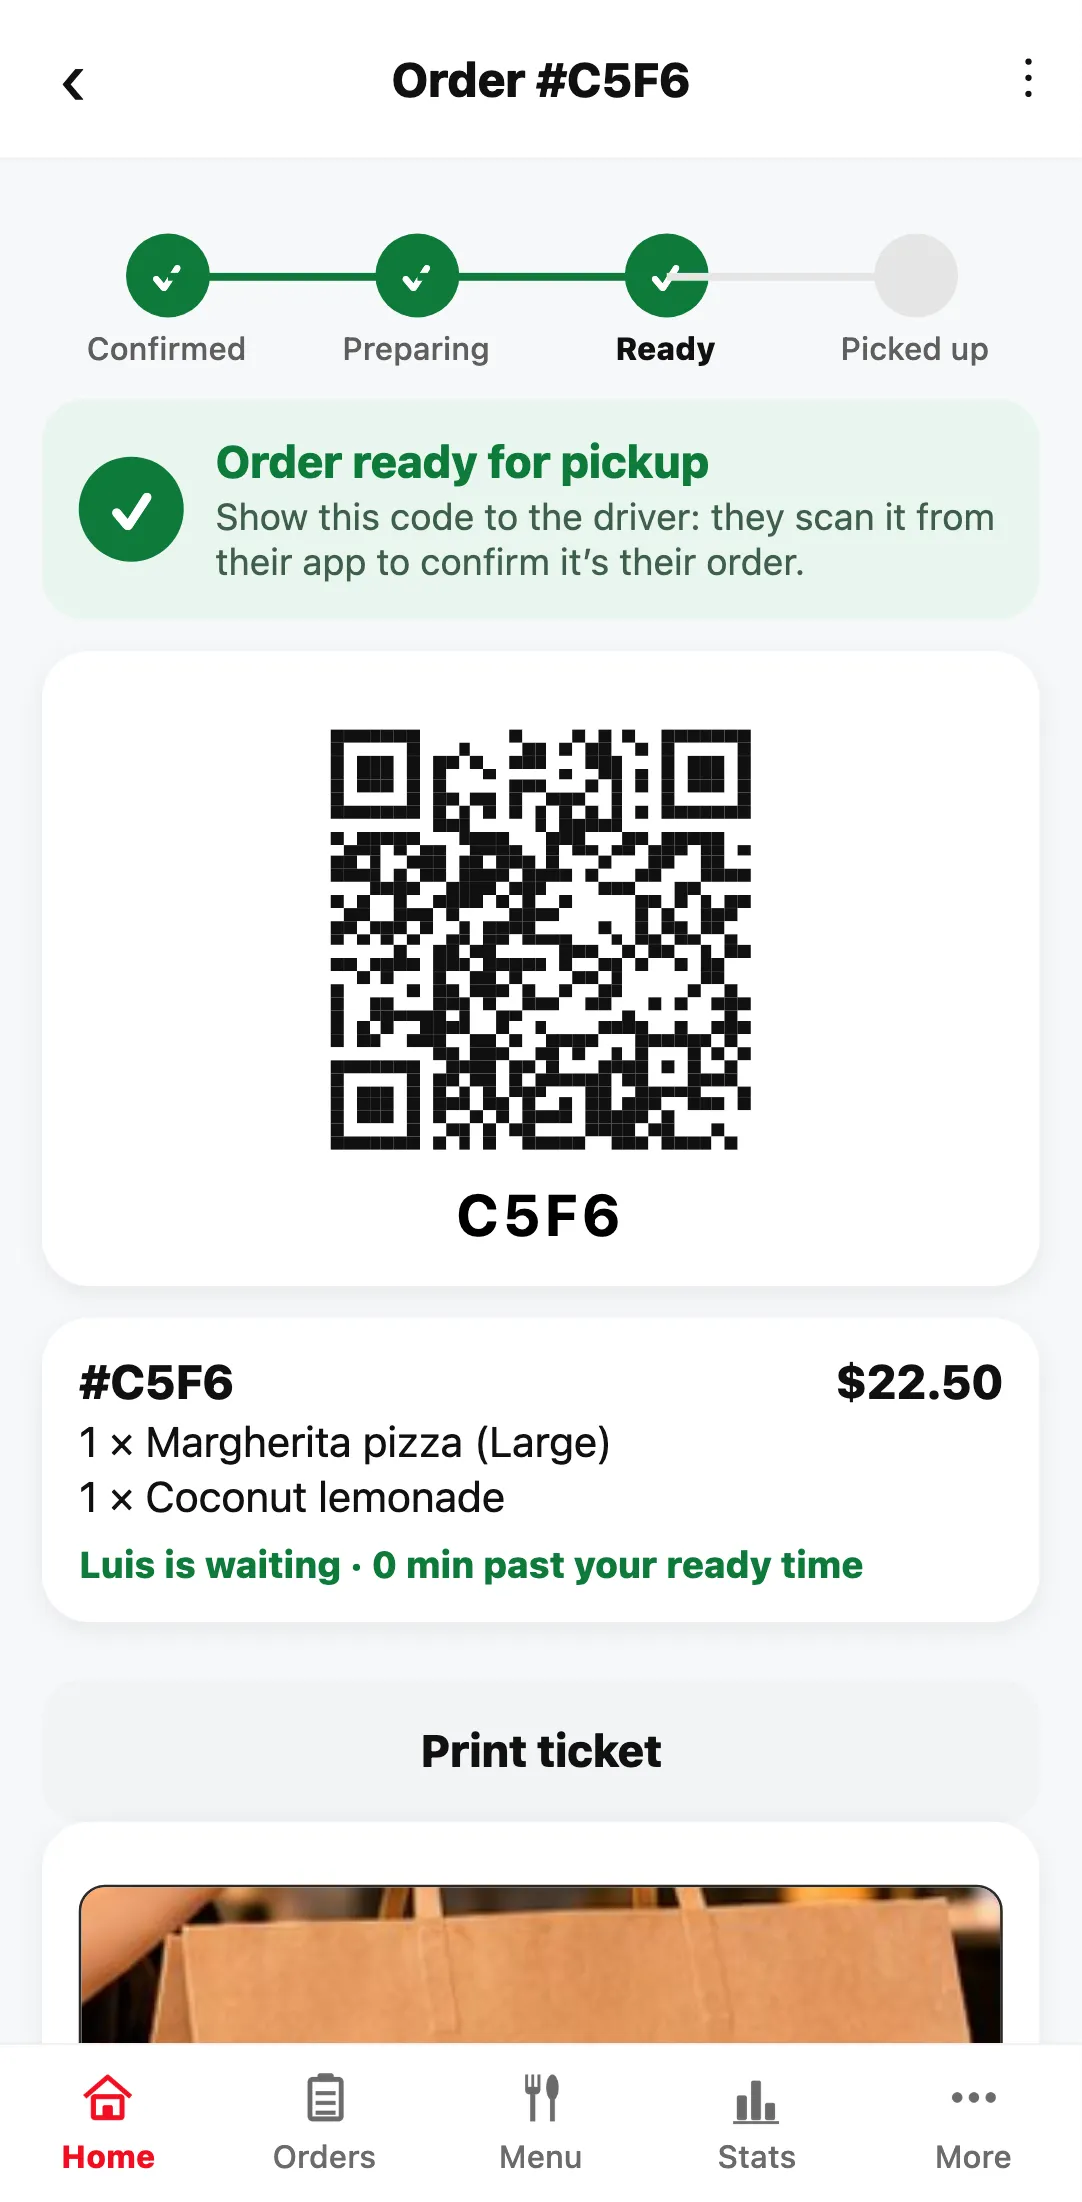 Order #C5F6
Confirmed
Preparing
Ready
Picked up
Order ready for pickup
Show this code to the driver: they scan it from
their app to confirm it’s their order.
C5F6
#C5F6
$22.50
1 × Margherita pizza (Large)
1 × Coconut lemonade
Luis is waiting · 0 min past your ready time
Print ticket
Home
Orders
Menu
Stats
More